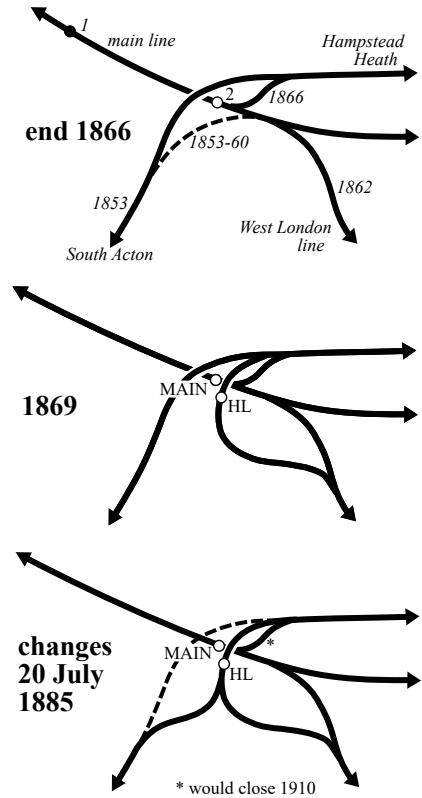 1
main line
Hampstead
Heath
2
1866
end 1866
1853-60
1862
1853
West London
line
South Acton
MAIN
1869
HL
changes
20 July
1885
MAIN
*
HL
* would close 1910